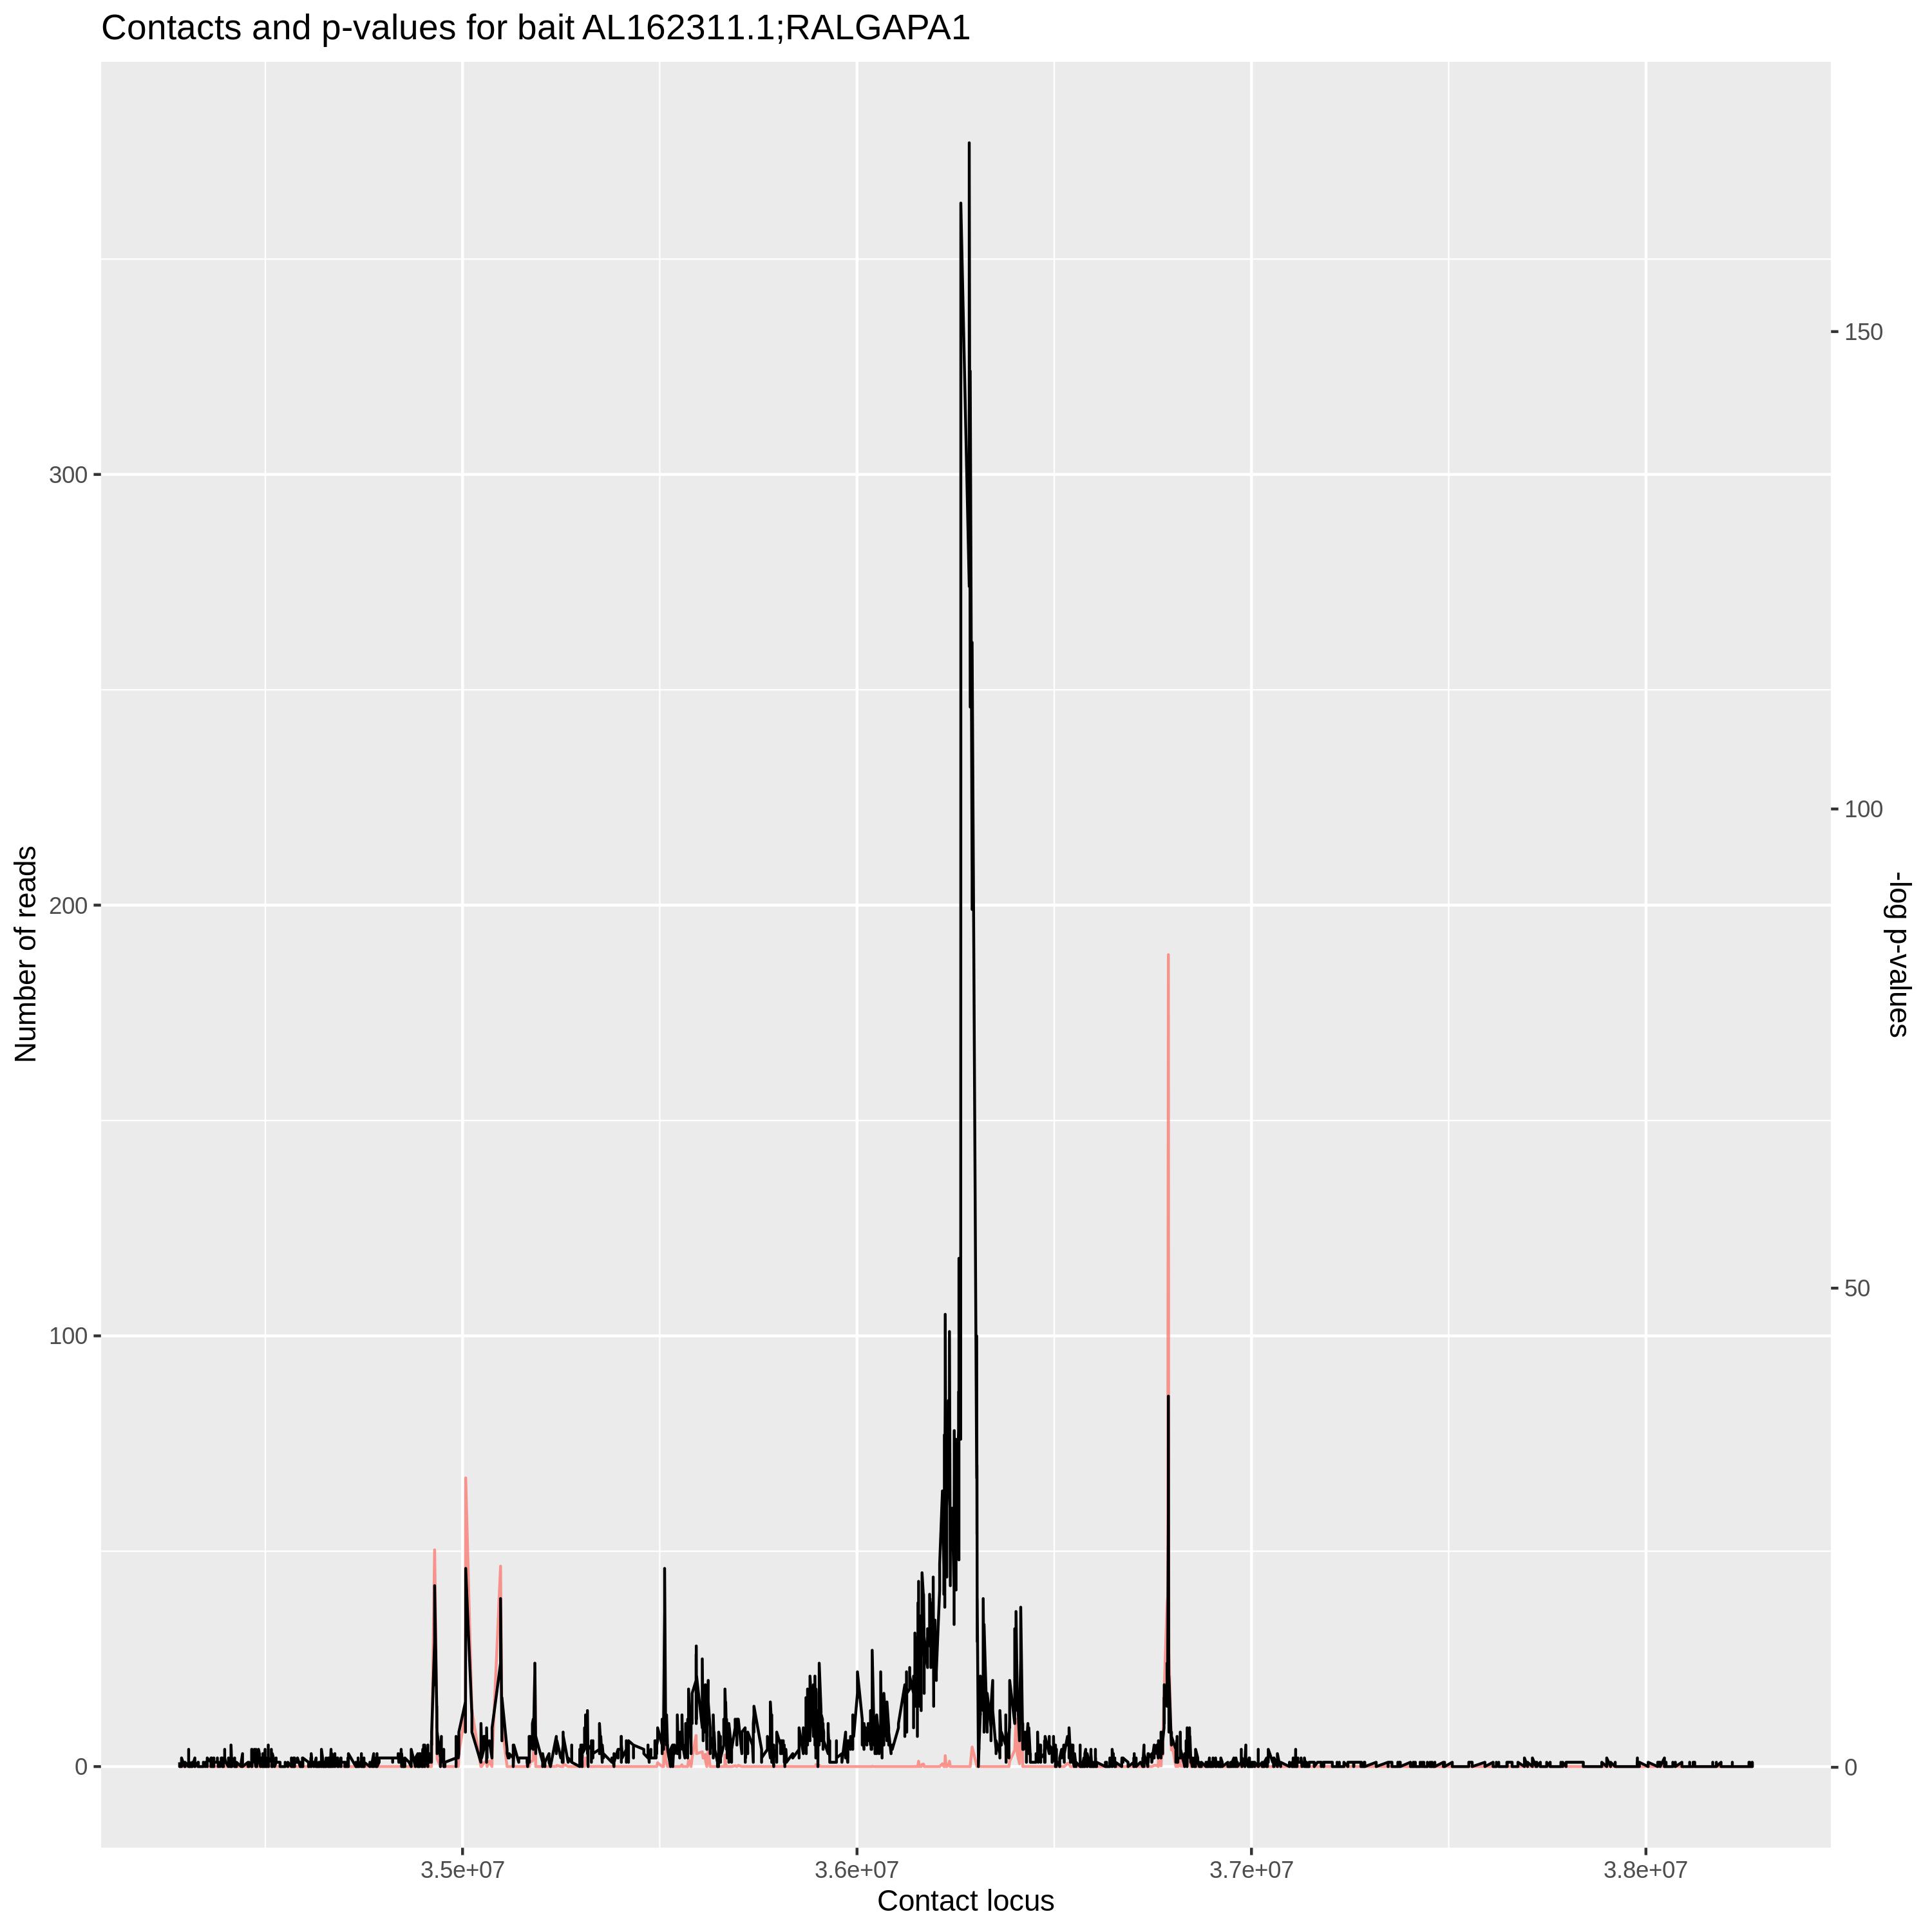 Contacts and p-values for bait AL162311.1;RALGAPA1
Number of reads
300
200
100
0
150
100
50
0
-log p-values
3.5e+07 3.6e+07 3.7e+07 3.8e+07
Contact locus